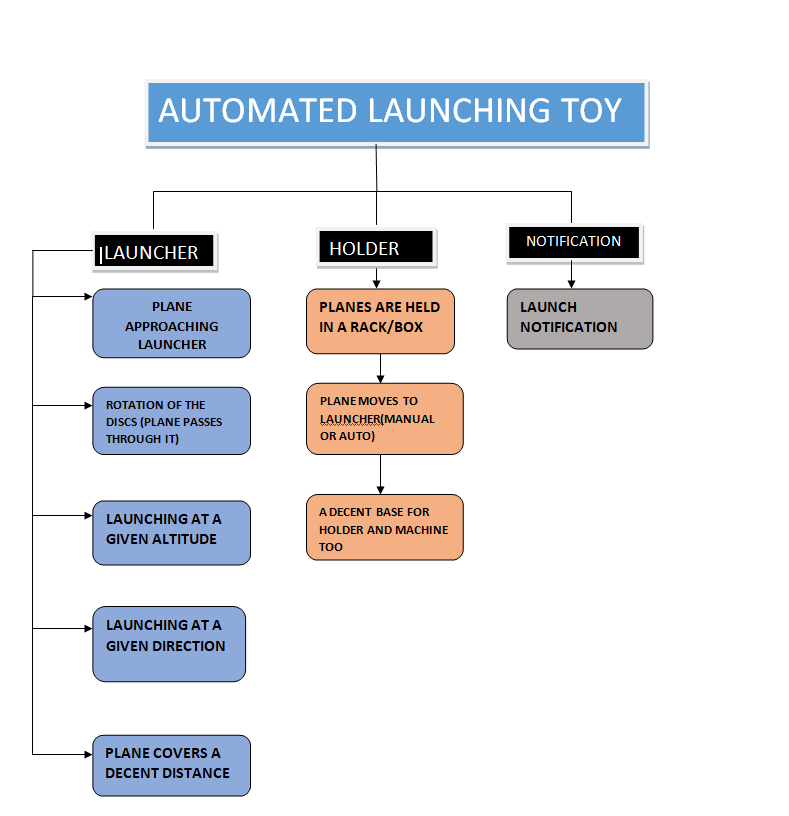 AUTOMATED LAUNCHING TOY
LAUNCHER
HOLDER
NOTIFICATION
PLANE
APPROACHING
LAUNCHER
ROTATION OF THE
DISCS (PLANE PASSES
THROUGH IT)
LAUNCHING AT A
GIVEN ALTITUDE
LAUNCHING AT A
GIVEN DIRECTION
PLANE COVERS A
DECENT DISTANCE
PLANES ARE HELD
IN A RACK/BOX
PLANE MOVES TO
LAUNCHER(MANUAL
OR AUTO)
A DECENT BASE FOR
HOLDER AND MACHINE
TOO
LAUNCH
NOTIFICATION